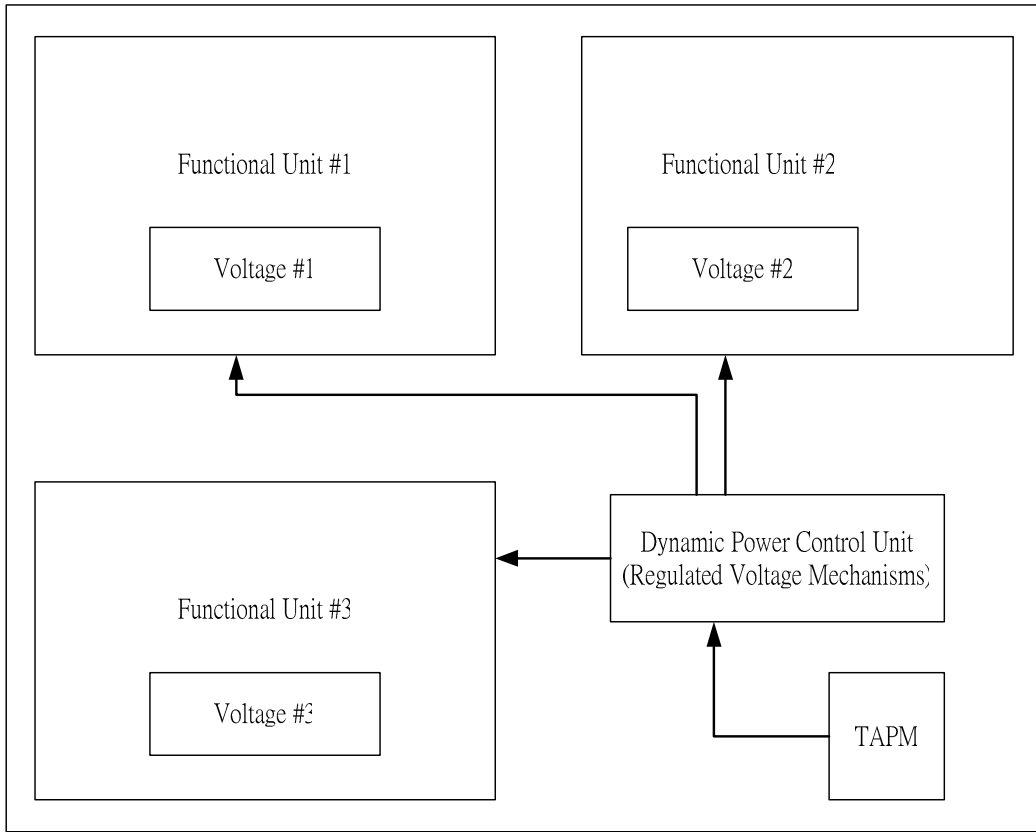 Functional Unit #1
Voltage #1
Functional Unit #2
Voltage #2
Functional Unit #3
Voltage #3
Dynamic Power Control Unit
(Regulated Voltage Mechanisms)
TAPM